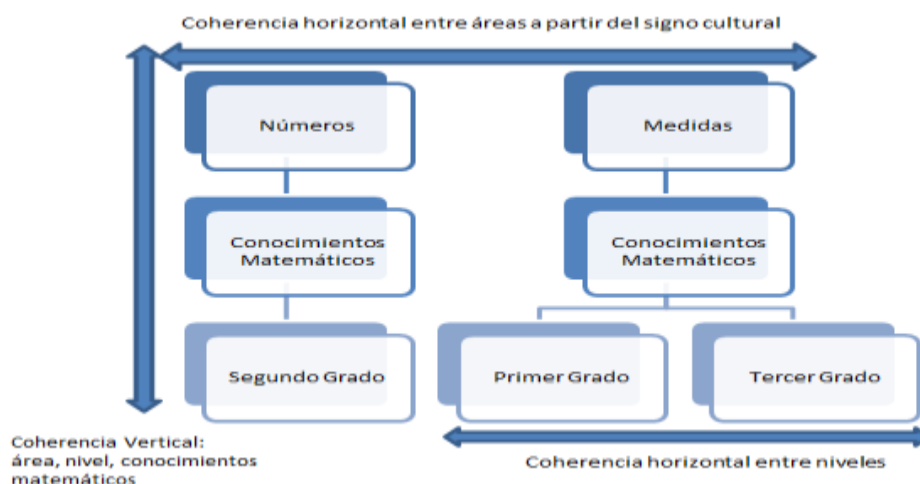 Coherencia horizontal entre áreas a partir del signo cultural
Números
Medidas
Conocimientos
Matemáticos
Conocimientos
Matemáticos
Segundo Grado
Primer Grado
Tercer Grado
Coherencia Vertical:
área, nivel, conocimientos
matemáticos
Coherencia horizontal entre niveles